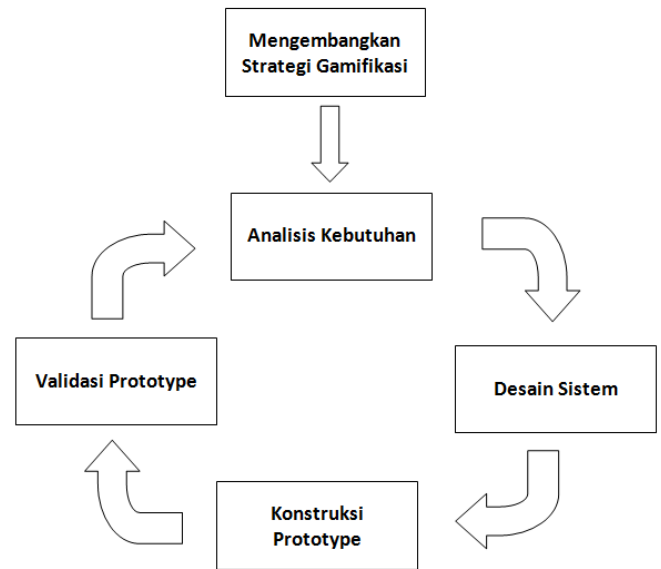 Mengembangkan
Strategi Gamifikasi
Analisis Kebutuhan
Validasi Prototype
Desain Sistem
Konstruksi
Prototype